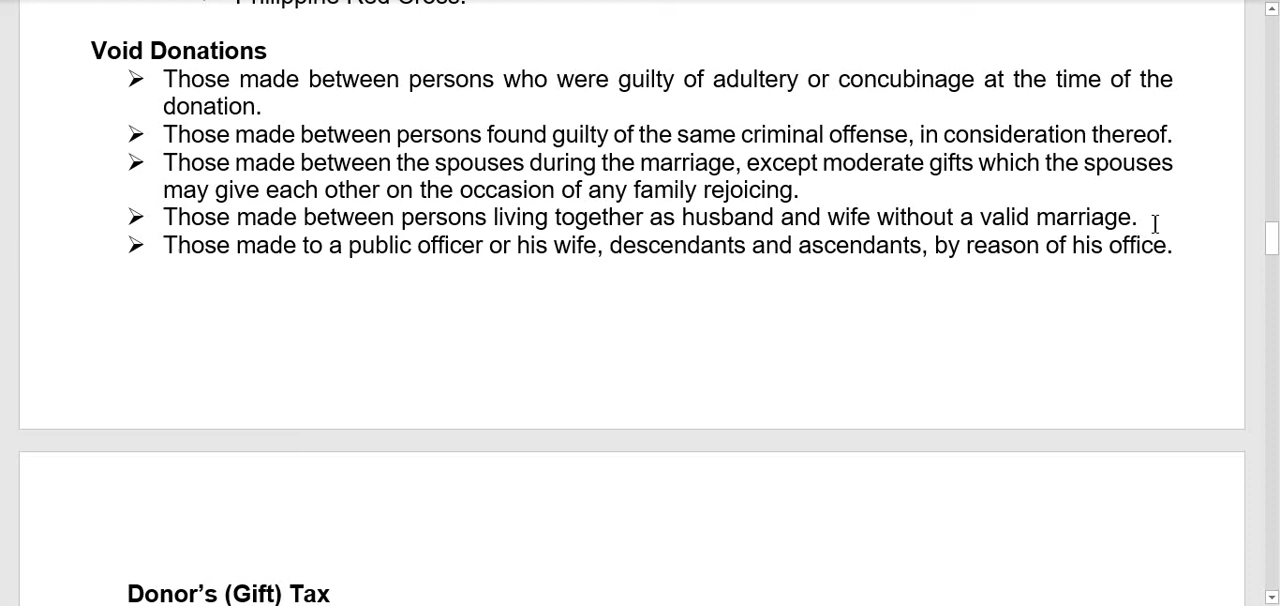 Philippine Red Cross.
Void Donations
➢ Those made between persons who were guilty of adultery or concubinage at the time of the
donation.
➢ Those made between persons found guilty of the same criminal offense, in consideration thereof.
➢ Those made between the spouses during the marriage, except moderate gifts which the spouses
may give each other on the occasion of any family rejoicing.
➢ Those made between persons living together as husband and wife without a valid marriage.
➢ Those made to a public officer or his wife, descendants and ascendants, by reason of his office.
Donor’s (Gift) Tax